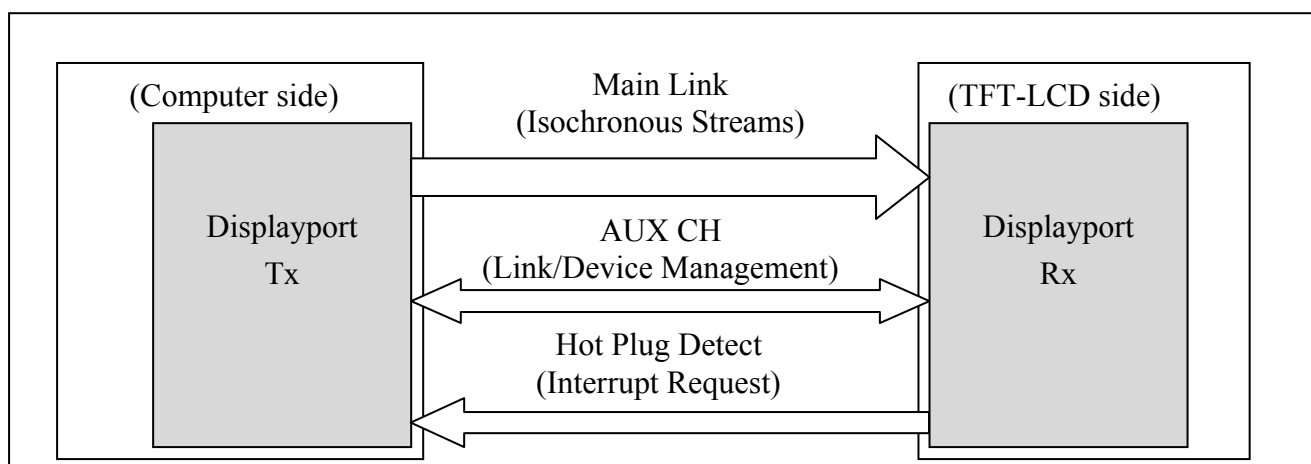 (Computer side)
Displayport
Tx
Main Link
(Isochronous Streams)
AUX CH
(Link/Device Management)
Hot Plug Detect
(Interrupt Request)
(TFT-LCD side)
Displayport
Rx